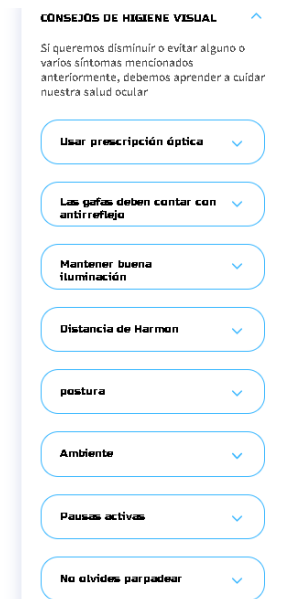 CONSEJOS DE HIGIENE VISUAL
Si queremos disminuir o evitar alguno o
varios síntomas mencionados
anteriormente, debemos aprender a cuidar
nuestra salud ocular
Usar prescripción óptica
Las gafas deben contar con
antirreflejo
Mantener buena
iluminación
Distancia de Harmon
postura
Ambiente
Pausas activas
No olvides parpadear